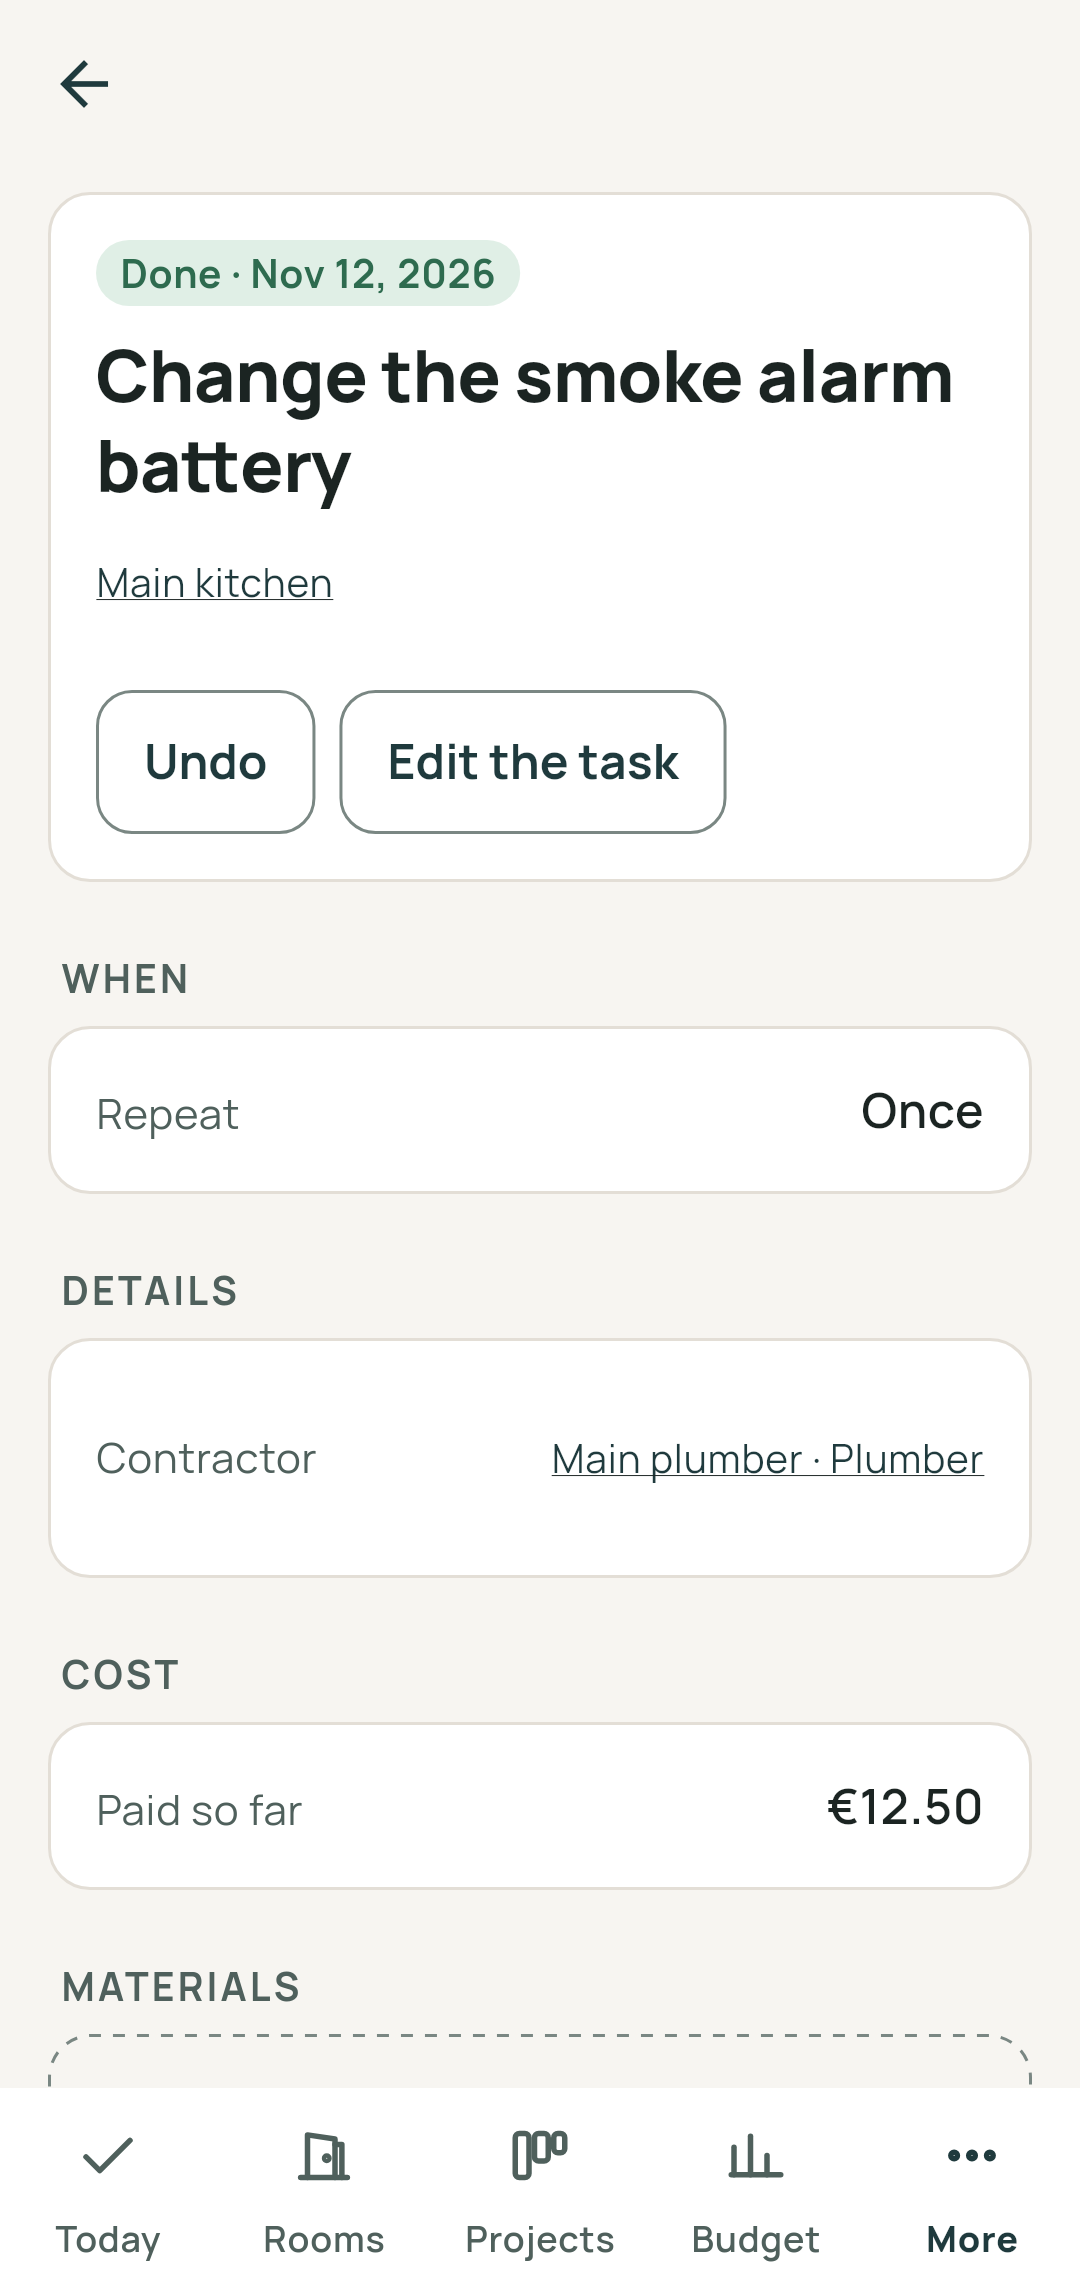 Done · Nov 12, 2026
Change the smoke alarm
battery
Main kitchen
Undo
Edit the task
WHEN
Repeat
Once
DETAILS
Contractor
Main plumber · Plumber
COST
Paid so far
€12.50
MATERIALS
Today
Rooms
Projects
Budget
More